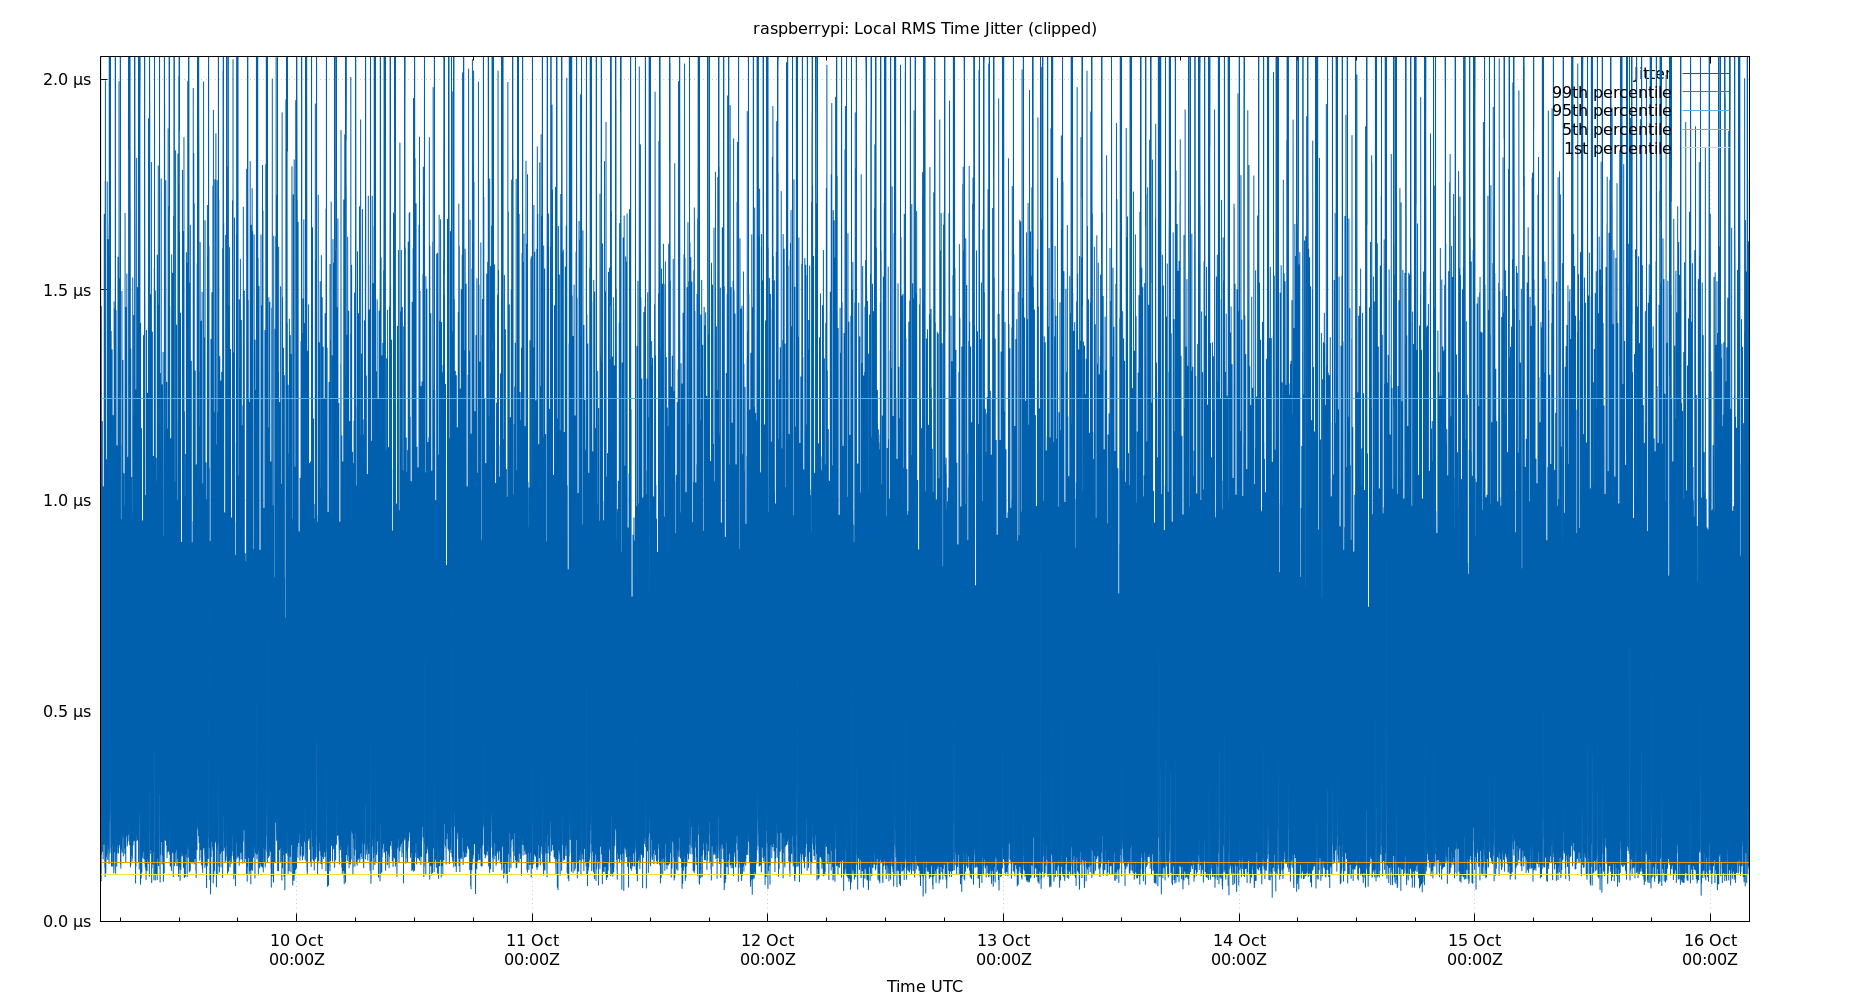 raspberrypi: Local RMS Time Jitter (clipped)
2.0 μs
1.5 μs
1.0 μs
0.5 μs
0.0 μs
Jitter
99th percentile
95th percentile
5th percentile
1st percentile
10 Oct
00:00Z
11 Oct
00:00Z
12 Oct
00:00Z
13 Oct
00:00Z
14 Oct
00:00Z
15 Oct
00:00Z
16 Oct
00:00Z
Time UTC